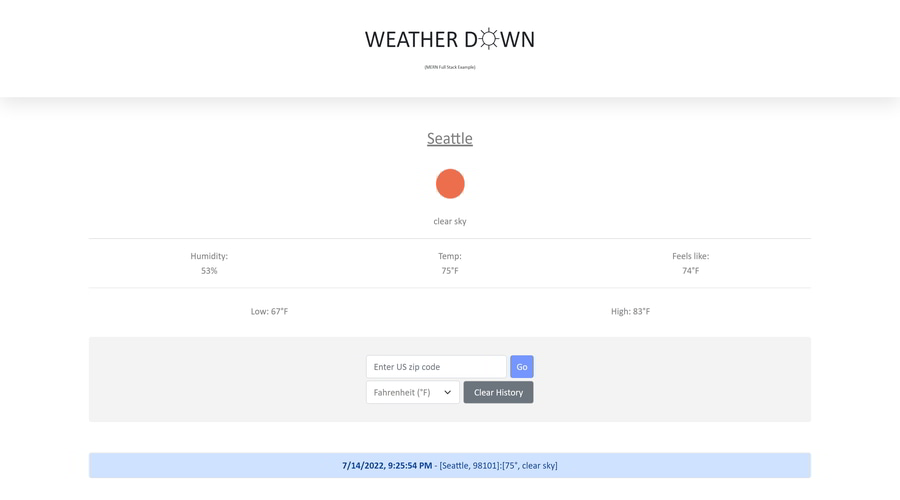 WEATHER DOWN
(MERN Full Stack Example)
Seattle
clear sky
Humidity: Temp: Feels like:
53% 75°F 74°F
Low: 67°F High: 83°F
Enter US zip code Go
Fahrenheit (°F) Clear History
7/14/2022, 9:25:54 PM - [Seattle, 98101]:[75°, clear sky]